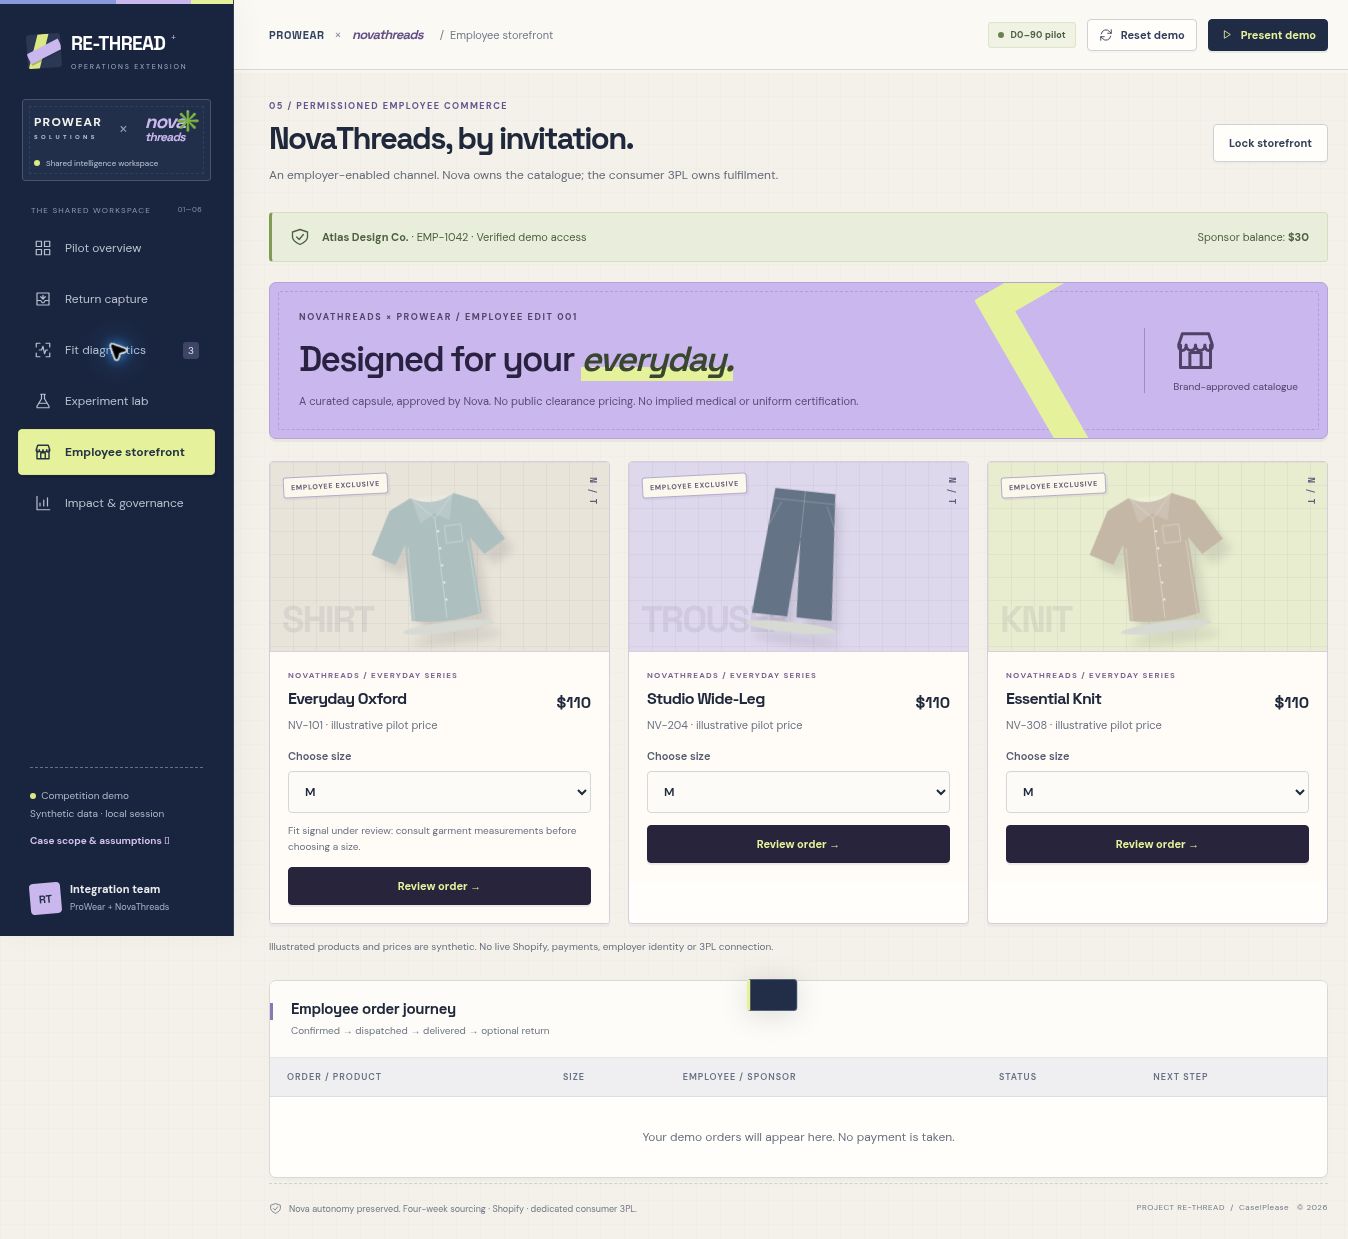 RE-THREAD +
OPERATIONS EXTENSION
PROWEAR SOLUTIONS × nova threads
Shared intelligence workspace
THE SHARED WORKSPACE 01—06
Pilot overview
Return capture
Fit diagnostics 3
Experiment lab
Employee storefront
Impact & governance
Competition demo
Synthetic data · local session
Case scope & assumptions
RT Integration team
ProWear + NovaThreads
PROWEAR × novathreads / Employee storefront
D0–90 pilot
Reset demo
Present demo
05 / PERMISSIONED EMPLOYEE COMMERCE
NovaThreads, by invitation.
An employer-enabled channel. Nova owns the catalogue; the consumer 3PL owns fulfilment.
Lock storefront
Atlas Design Co. · EMP-1042 · Verified demo access
Sponsor balance: $30
NOVATHREADS × PROWEAR / EMPLOYEE EDIT 001
Designed for your everyday.
A curated capsule, approved by Nova. No public clearance pricing. No implied medical or uniform certification.
Brand-approved catalogue
EMPLOYEE EXCLUSIVE
N / T
SHIRT
NOVATHREADS / EVERYDAY SERIES
Everyday Oxford $110
NV-101 · illustrative pilot price
Choose size
M
Fit signal under review: consult garment measurements before
choosing a size.
Review order →
EMPLOYEE EXCLUSIVE
N / T
NOVATHREADS / EVERYDAY SERIES
Studio Wide-Leg $110
NV-204 · illustrative pilot price
Choose size
M
Review order →
EMPLOYEE EXCLUSIVE
N / T
KNIT
NOVATHREADS / EVERYDAY SERIES
Essential Knit $110
NV-308 · illustrative pilot price
Choose size
M
Review order →
Illustrated products and prices are synthetic. No live Shopify, payments, employer identity or 3PL connection.
Employee order journey
Confirmed → dispatched → delivered → optional return
ORDER / PRODUCT SIZE EMPLOYEE / SPONSOR STATUS NEXT STEP
Your demo orders will appear here. No payment is taken.
Nova autonomy preserved. Four-week sourcing · Shopify · dedicated consumer 3PL.
PROJECT RE-THREAD / Case|Please © 2026